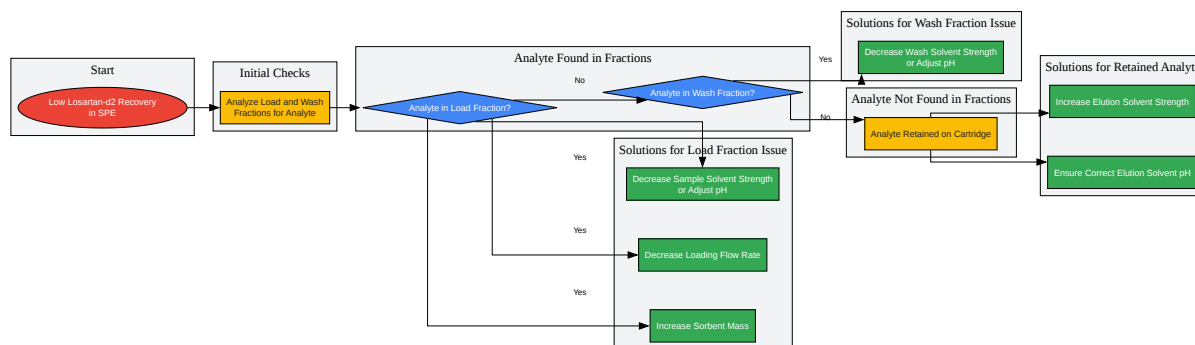 Start
Low Losartan-d2 Recovery
in SPE
Initial Checks
Analyze Load and Wash
Fractions for Analyte
Analyte Found in Fractions
Analyte in Load Fraction?
No
Analyte in Wash Fraction?
Yes
No
Solutions for Wash Fraction Issue
Decrease Wash Solvent Strength
or Adjust pH
Analyte Not Found in Fractions
Analyte Retained on Cartridge
Solutions for Retained Analyt
Increase Elution Solvent Strength
Ensure Correct Elution Solvent pH
Solutions for Load Fraction Issue
Yes
Decrease Sample Solvent Strength
or Adjust pH
Yes
Decrease Loading Flow Rate
Yes
Increase Sorbent Mass